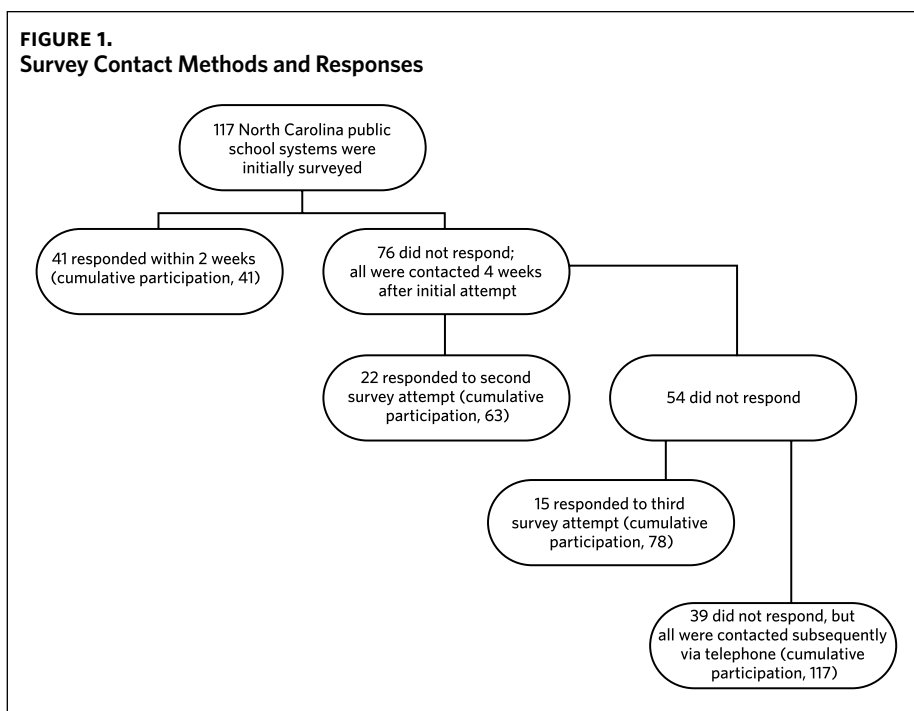 FIGURE 1.
Survey Contact Methods and Responses
117 North Carolina public
school systems were
initially surveyed
41 responded within 2 weeks
(cumulative participation, 41)
76 did not respond;
all were contacted 4 weeks
after initial attempt
22 responded to second
survey attempt (cumulative
participation, 63)
54 did not respond
15 responded to third
survey attempt (cumulative
participation, 78)
39 did not respond, but
all were contacted subsequently
via telephone (cumulative
participation, 117)